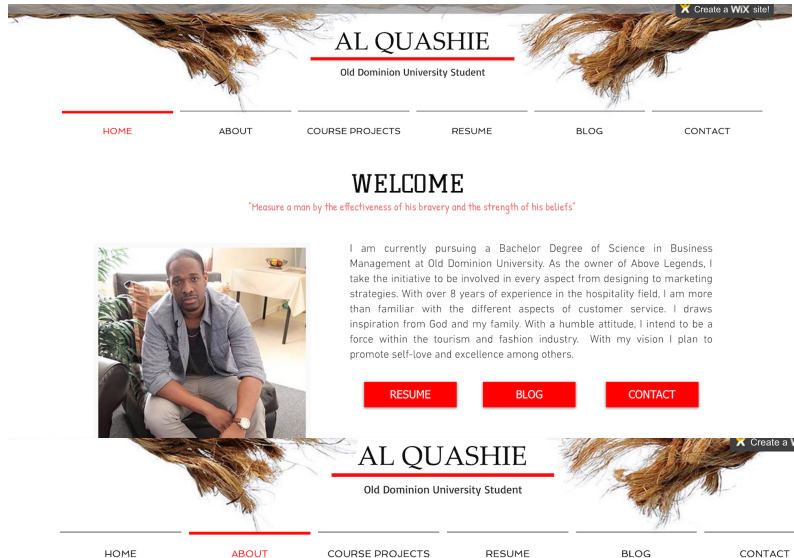 Create a WiX site!
AL QUASHIE
Old Dominion University Student
HOME ABOUT COURSE PROJECTS RESUME BLOG CONTACT
WELCOME
"Measure a man by the effectiveness of his bravery and the strength of his beliefs"
I am currently pursuing a Bachelor Degree of Science in Business
Management at Old Dominion University. As the owner of Above Legends, I
take the initiative to be involved in every aspect from designing to marketing
strategies. With over 8 years of experience in the hospitality field, I am more
than familiar with the different aspects of customer service. I draws
inspiration from God and my family. With a humble attitude, I intend to be a
force within the tourism and fashion industry. With my vision I plan to
promote self-love and excellence among others.
RESUME BLOG CONTACT
Create a W
AL QUASHIE
Old Dominion University Student
HOME ABOUT COURSE PROJECTS RESUME BLOG CONTACT